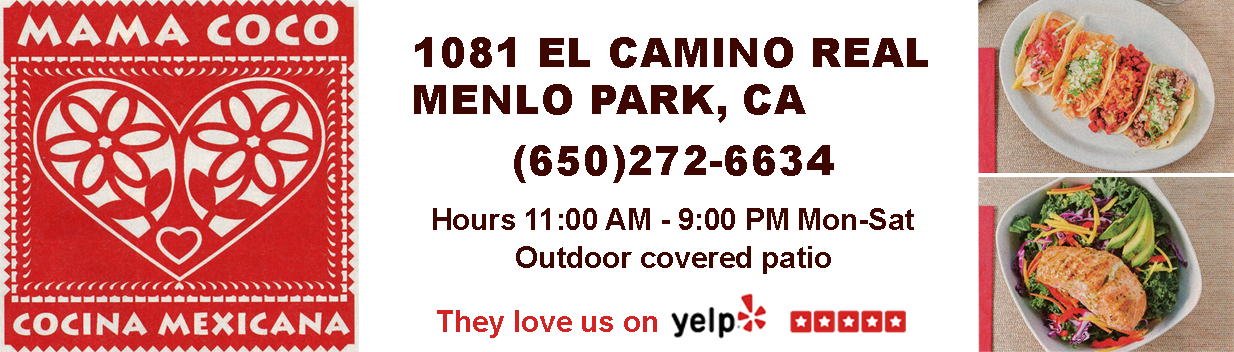 MAMA COCO
COCINA MEXICANA
1081 EL CAMINO REAL
MENLO PARK, CA
(650)272-6634
Hours 11:00 AM - 9:00 PM Mon-Sat
Outdoor covered patio
They love us on yelp